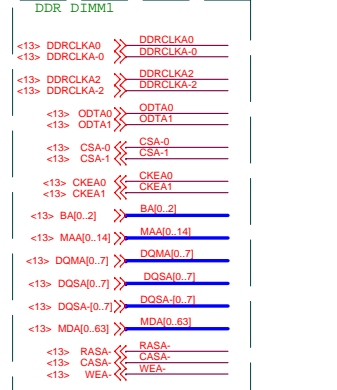 DDR DIMM1
<13> DDRCLKA0 DDRCLKA0
<13> DDRCLKA-0 DDRCLKA-0
<13> DDRCLKA2 DDRCLKA2
<13> DDRCLKA-2 DDRCLKA-2
<13> ODTA0 ODTA0
<13> ODTA1 ODTA1
<13> CSA-0 CSA-0
<13> CSA-1 CSA-1
<13> CKEA0 CKEA0
<13> CKEA1 CKEA1
<13> BA[0..2] BA[0..2]
<13> MAA[0..14] MAA[0..14]
<13> DQMA[0..7] DQMA[0..7]
<13> DQSA[0..7] DQSA[0..7]
<13> DQSA-[0..7] DQSA-[0..7]
<13> MDA[0..63] MDA[0..63]
<13> RASA- RASA-
<13> CASA- CASA-
<13> WEA- WEA-